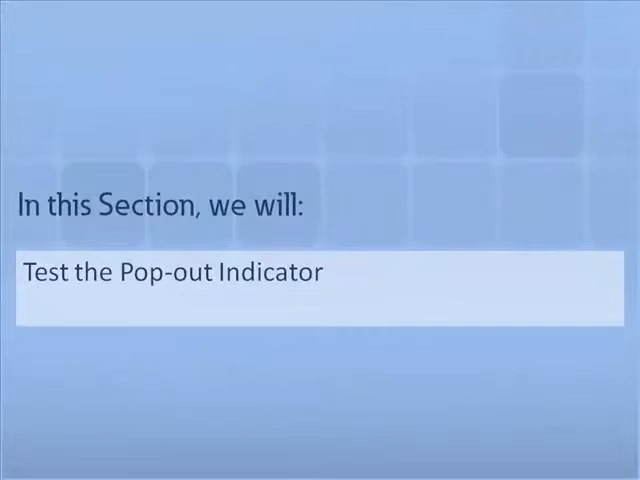 In this Section, we will:
Test the Pop-out Indicator